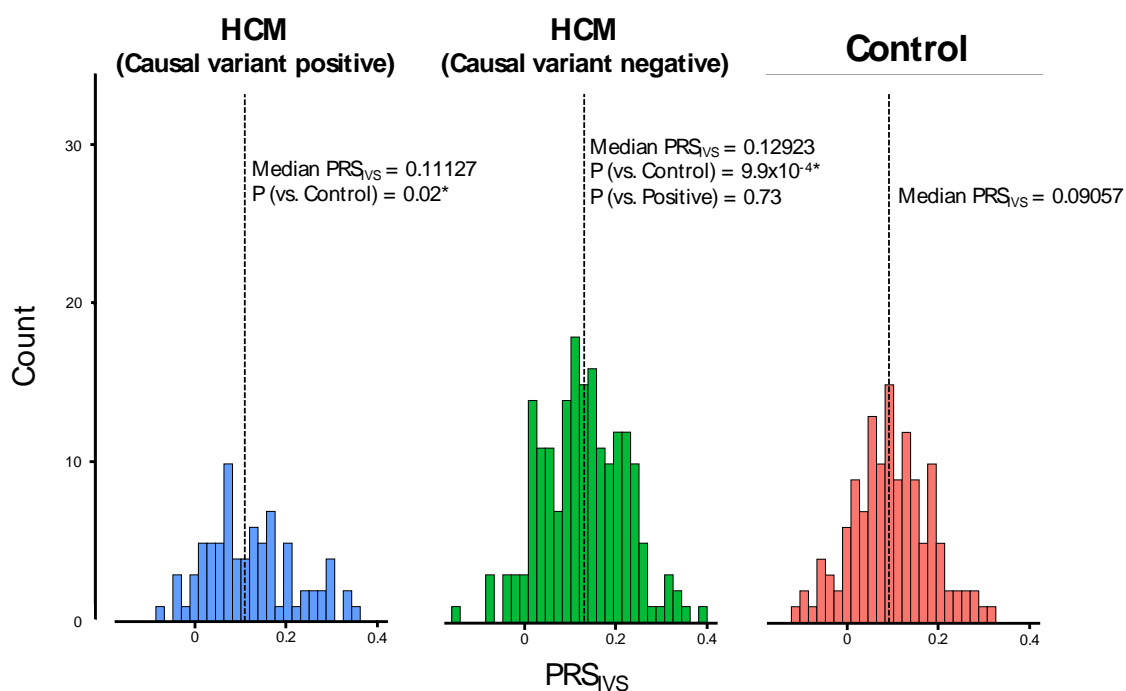 HCM
(Causal variant positive)
HCM
(Causal variant negative)
Control
Median PRSIVS = 0.11127
P (vs. Control) = 0.02*
Median PRSIVS = 0.12923
P (vs. Control) = 9.9x10-4*
P (vs. Positive) = 0.73
Median PRSIVS = 0.09057
Count
30
20
10
0
0 0.2 0.4
0 0.2 0.4
0 0.2 0.4
PRSIVS